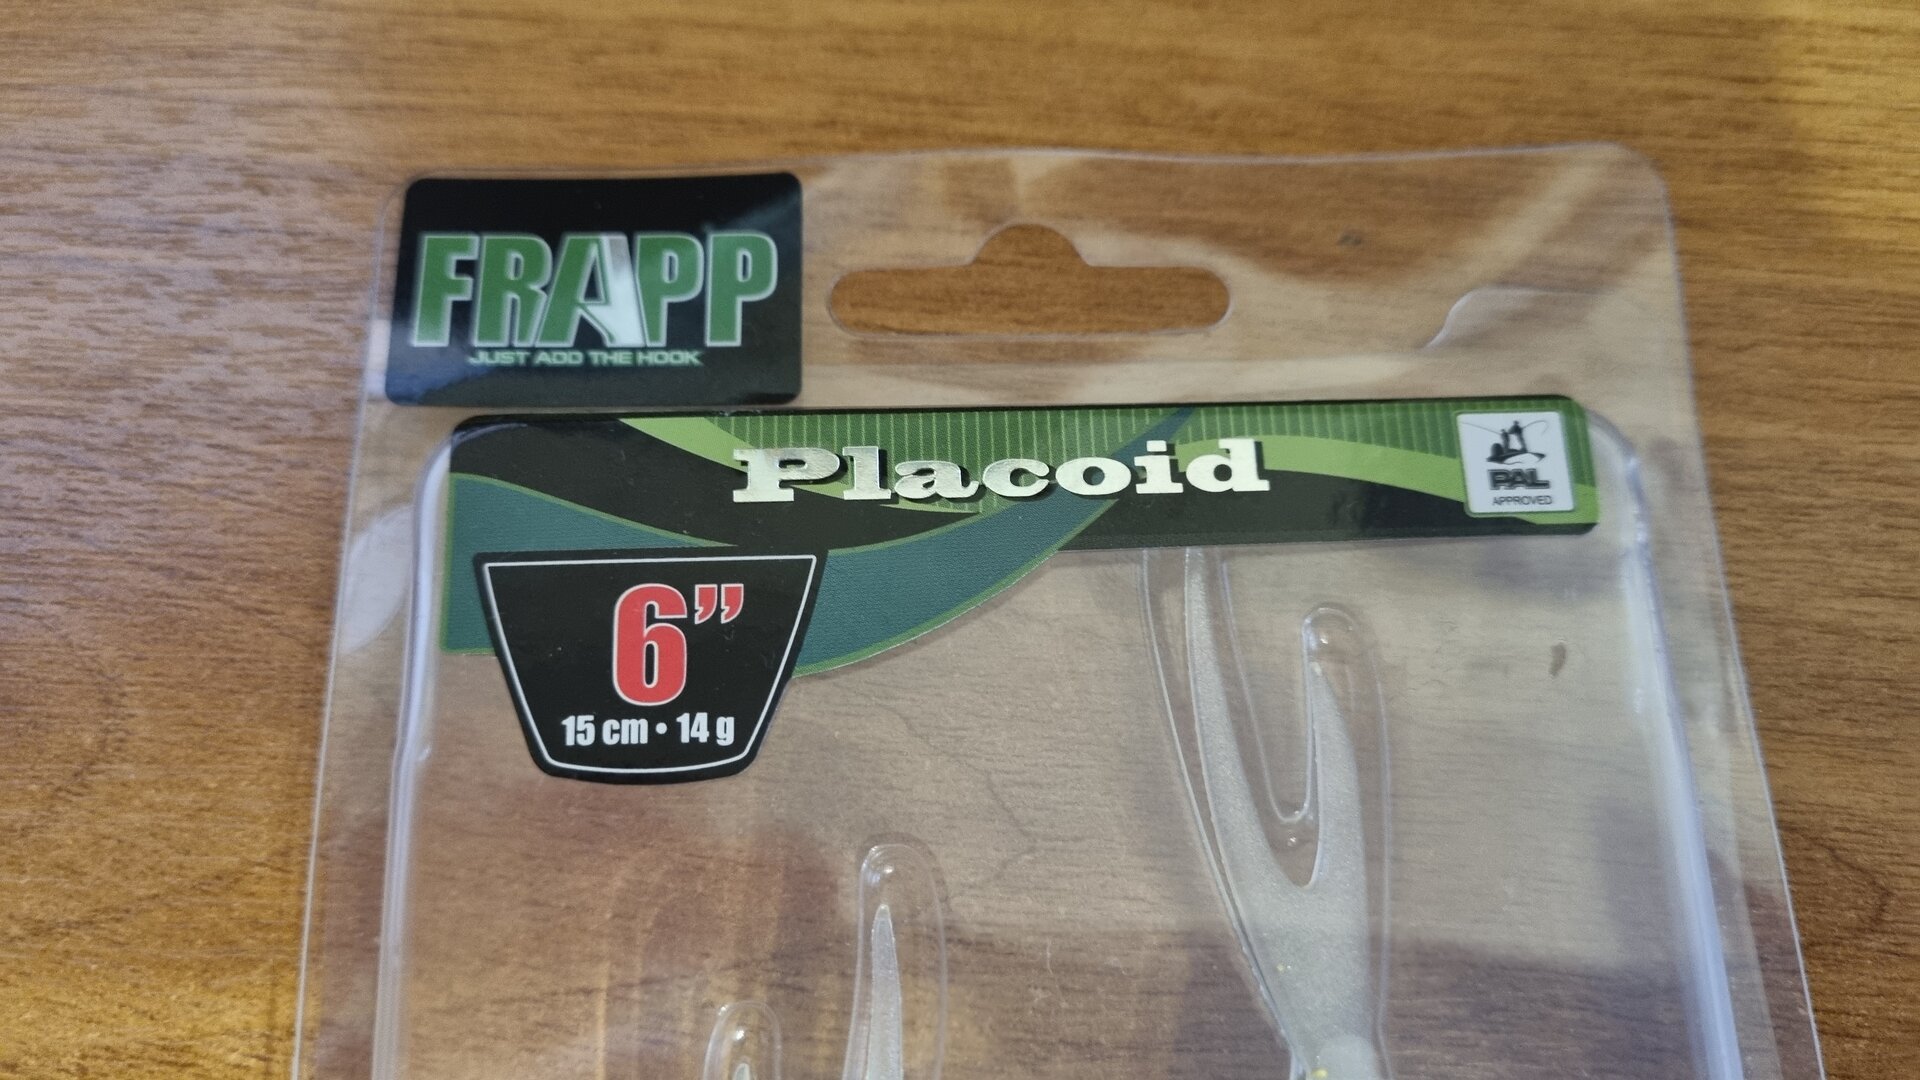 FRAPP
JUST ADD THE HOOK
Placoid
PAL
APPROVED
6”
15 cm • 14 g